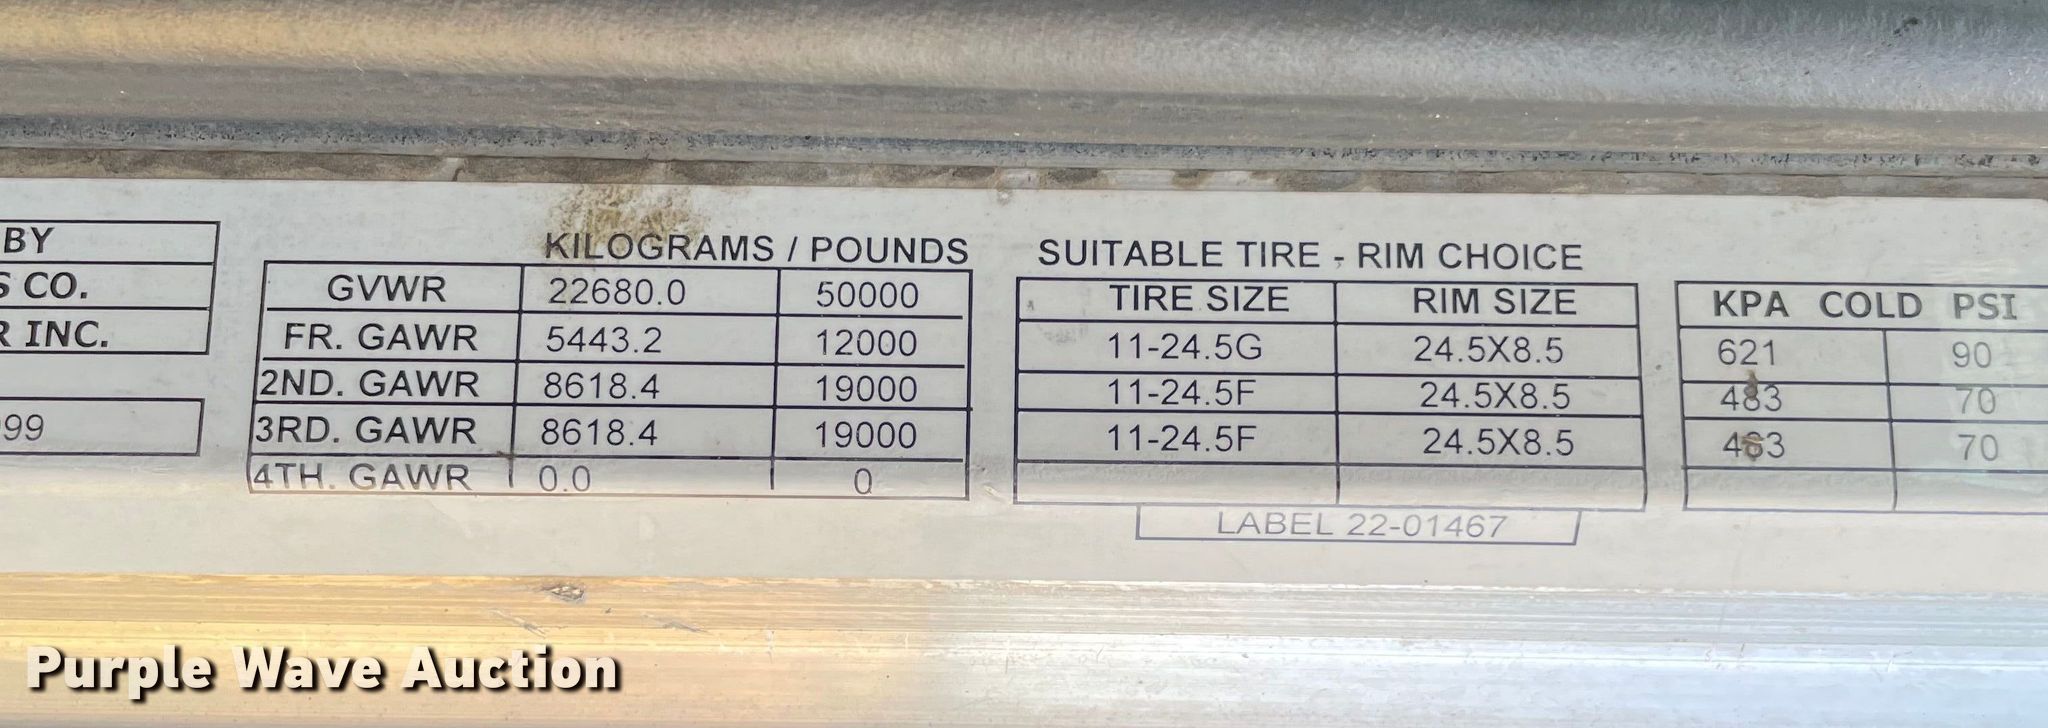 BY
S CO.
R INC.
99
KILOGRAMS / POUNDS
GVWR 22680.0 50000
FR. GAWR 5443.2 12000
2ND. GAWR 8618.4 19000
3RD. GAWR 8618.4 19000
4TH. GAWR 0.0 0
SUITABLE TIRE - RIM CHOICE
TIRE SIZE RIM SIZE
11-24.5G 24.5X8.5
11-24.5F 24.5X8.5
11-24.5F 24.5X8.5
LABEL 22-01467
KPA COLD PSI
621 90
483 70
483 70
Purple Wave Auction